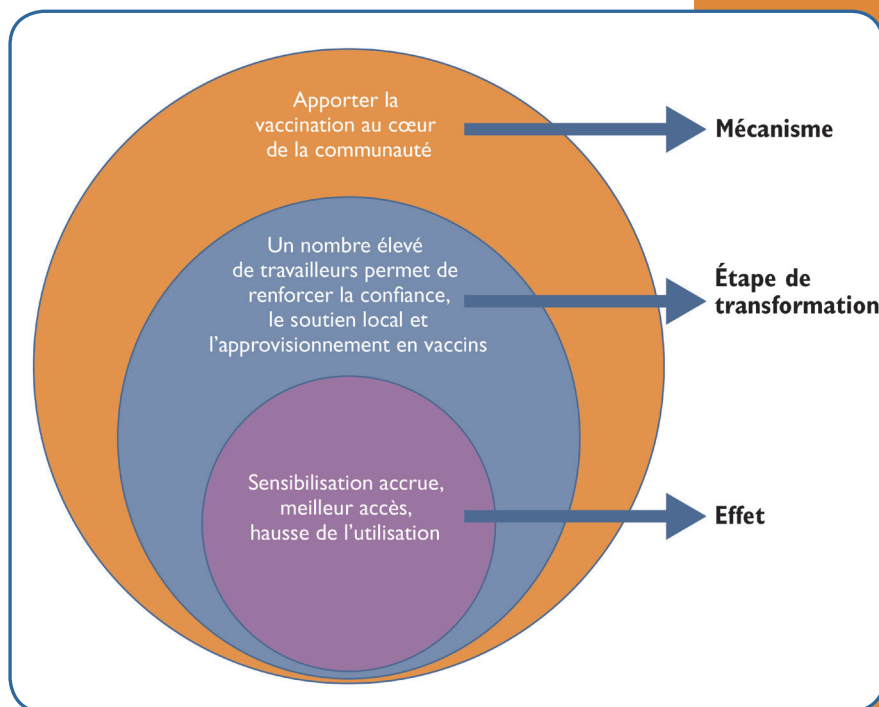 Apporter la
vaccination au cœur
de la communauté
Mécanisme
Un nombre élevé
de travailleurs permet de
renforcer la confiance,
le soutien local et
l’approvisionnement en vaccins
Étape de
transformation
Sensibilisation accrue,
meilleur accès,
hausse de l’utilisation
Effet